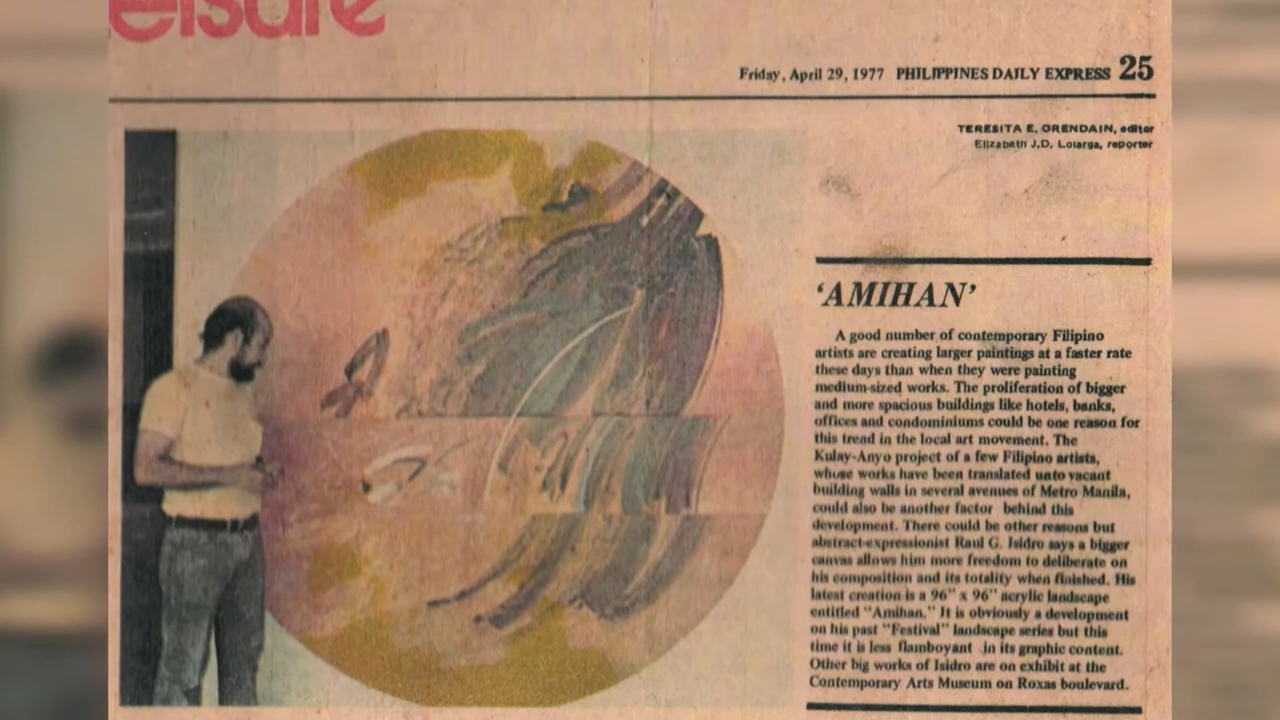 eisure
Friday, April 29, 1977 PHILIPPINES DAILY EXPRESS 25
TERESITA E. ORENDAIN, editor
Elizabeth J.D. Lolarga, reporter
‘AMIHAN’
A good number of contemporary Filipino
artists are creating larger paintings at a faster rate
these days than when they were painting
medium-sized works. The proliferation of bigger
and more spacious buildings like hotels, banks,
offices and condominiums could be one reason for
this trend in the local art movement. The
Kulay-Anyo project of a few Filipino artists,
whose works have been translated unto vacant
building walls in several avenues of Metro Manila,
could also be another factor behind this
development. There could be other reasons but
abstract-expressionist Raul G. Isidro says a bigger
canvas allows him more freedom to deliberate on
his composition and its totality when finished. His
latest creation is a 96" x 96" acrylic landscape
entitled "Amihan." It is obviously a development
on his past "Festival" landscape series but this
time it is less flamboyant in its graphic content.
Other big works of Isidro are on exhibit at the
Contemporary Arts Museum on Roxas boulevard.